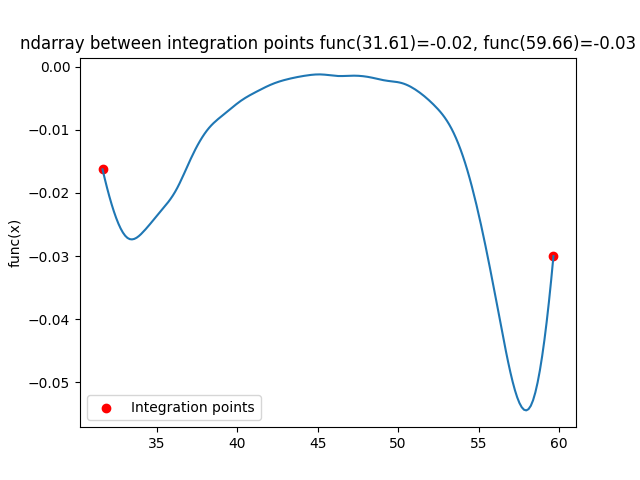 ndarray between integration points func(31.61)=-0.02, func(59.66)=-0.03
0.00
−0.01
−0.02
−0.03
−0.04
−0.05
func(x)
Integration points
35 40 45 50 55 60